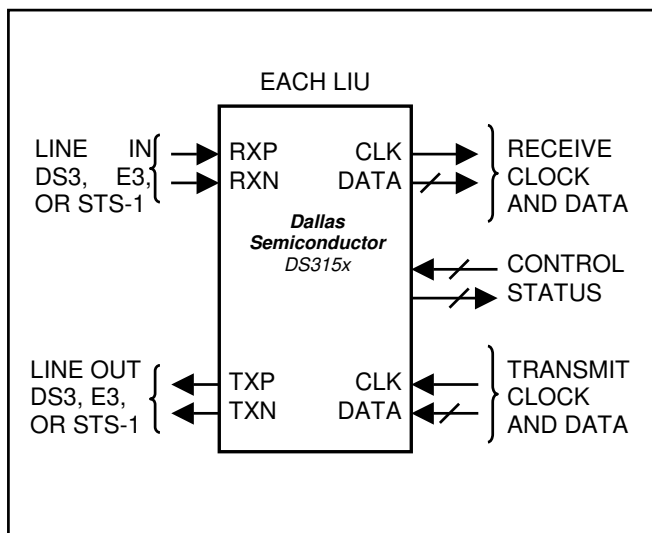 EACH LIU
LINE IN
DS3, E3,
OR STS-1
RXP
RXN
CLK
DATA
RECEIVE
CLOCK
AND DATA
Dallas
Semiconductor
DS315x
CONTROL
STATUS
LINE OUT
DS3, E3,
OR STS-1
TXP
TXN
CLK
DATA
TRANSMIT
CLOCK
AND DATA